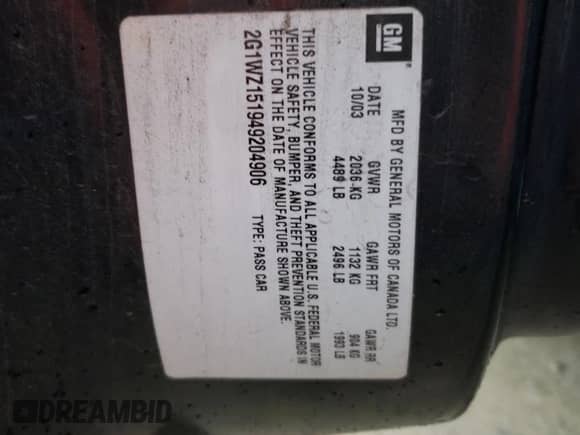 GM
MFD BY GENERAL MOTORS OF CANADA LTD.
DATE GVWR GAWR FRT GAWR RR
10/03 2036-KG 1132 KG 904 KG
4489 LB 2496 LB 1993 LB
THIS VEHICLE CONFORMS TO ALL APPLICABLE U.S. FEDERAL MOTOR
VEHICLE SAFETY, BUMPER, AND THEFT PREVENTION STANDARDS IN
EFFECT ON THE DATE OF MANUFACTURE SHOWN ABOVE.
2G1WZ151949204906 TYPE: PASS CAR
DREAMBID